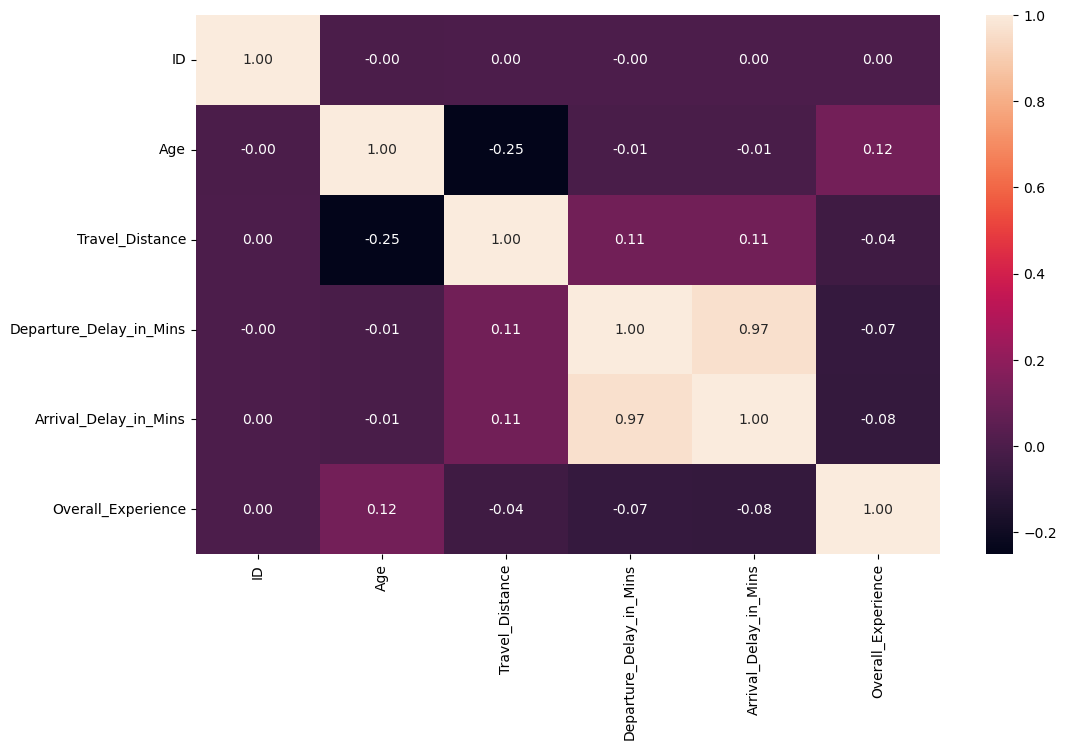 ID 1.00 -0.00 0.00 -0.00 0.00 0.00
Age -0.00 1.00 -0.25 -0.01 -0.01 0.12
Travel_Distance 0.00 -0.25 1.00 0.11 0.11 -0.04
Departure_Delay_in_Mins -0.00 -0.01 0.11 1.00 0.97 -0.07
Arrival_Delay_in_Mins 0.00 -0.01 0.11 0.97 1.00 -0.08
Overall_Experience 0.00 0.12 -0.04 -0.07 -0.08 1.00
ID
Age
Travel_Distance
Departure_Delay_in_Mins
Arrival_Delay_in_Mins
Overall_Experience
1.0
0.8
0.6
0.4
0.2
0.0
−0.2